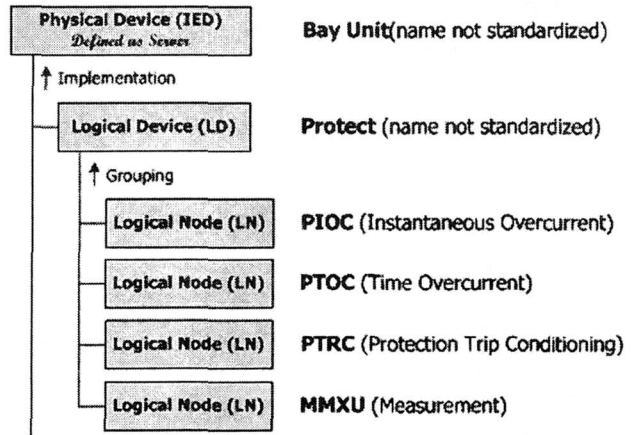 Physical Device (IED)
Defined as Server
Bay Unit(name not standardized)
Implementation
Logical Device (LD)
Protect (name not standardized)
Grouping
Logical Node (LN)
PIOC (Instantaneous Overcurrent)
Logical Node (LN)
PTOC (Time Overcurrent)
Logical Node (LN)
PTRC (Protection Trip Conditioning)
Logical Node (LN)
MMXU (Measurement)